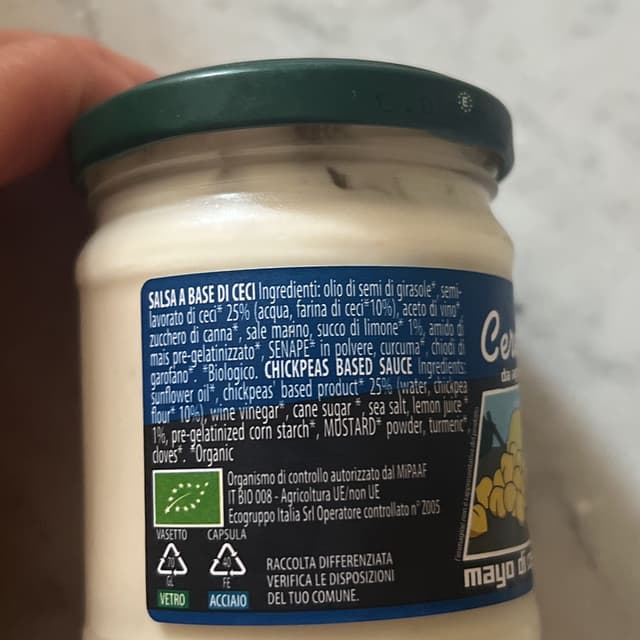 SALSA A BASE DI CECI Ingredienti: olio di semi di girasole*, semi-
lavorato di ceci* 25% (acqua, farina di ceci*10%), aceto di vino*,
zucchero di canna*, sale marino, succo di limone* 1%, amido di
mais pre-gelatinizzato*, SENAPE* in polvere, curcuma*, chiodi di
garofano*. *Biologico. CHICKPEAS BASED SAUCE Ingredients:
sunflower oil*, chickpeas' based product* 25% (water, chickpea
flour* 10%), wine vinegar*, cane sugar*, sea salt, lemon juice*
1%, pre-gelatinized corn starch*, MUSTARD* powder, turmeric*,
cloves*. *Organic
Organismo di controllo autorizzato dal MiPAAF
IT BIO 008 - Agricoltura UE/non UE
Ecogruppo Italia Srl Operatore controllato n° Z005
VASETTO CAPSULA
70 40
GL FE
VETRO ACCIAIO
RACCOLTA DIFFERENZIATA
VERIFICA LE DISPOSIZIONI
DEL TUO COMUNE.
mayo di